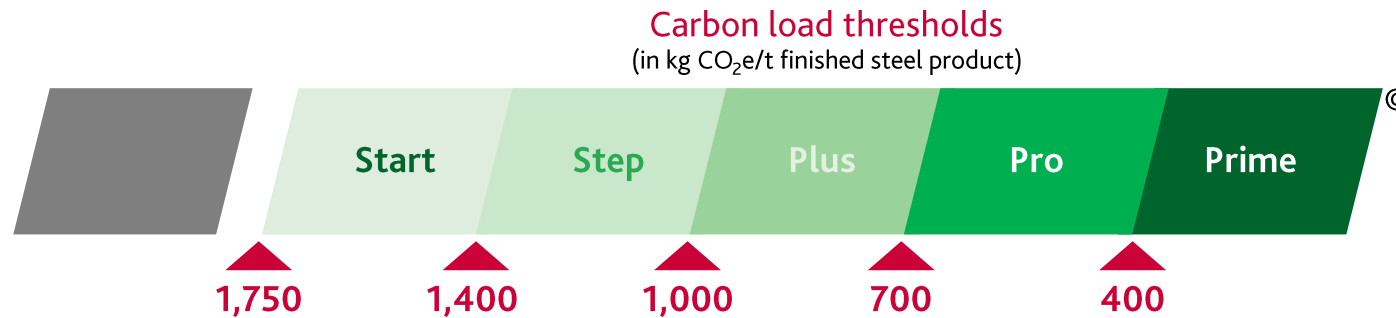 Carbon load thresholds
(in kg CO₂e/t finished steel product)
©
Start Step Plus Pro Prime
1,750 1,400 1,000 700 400